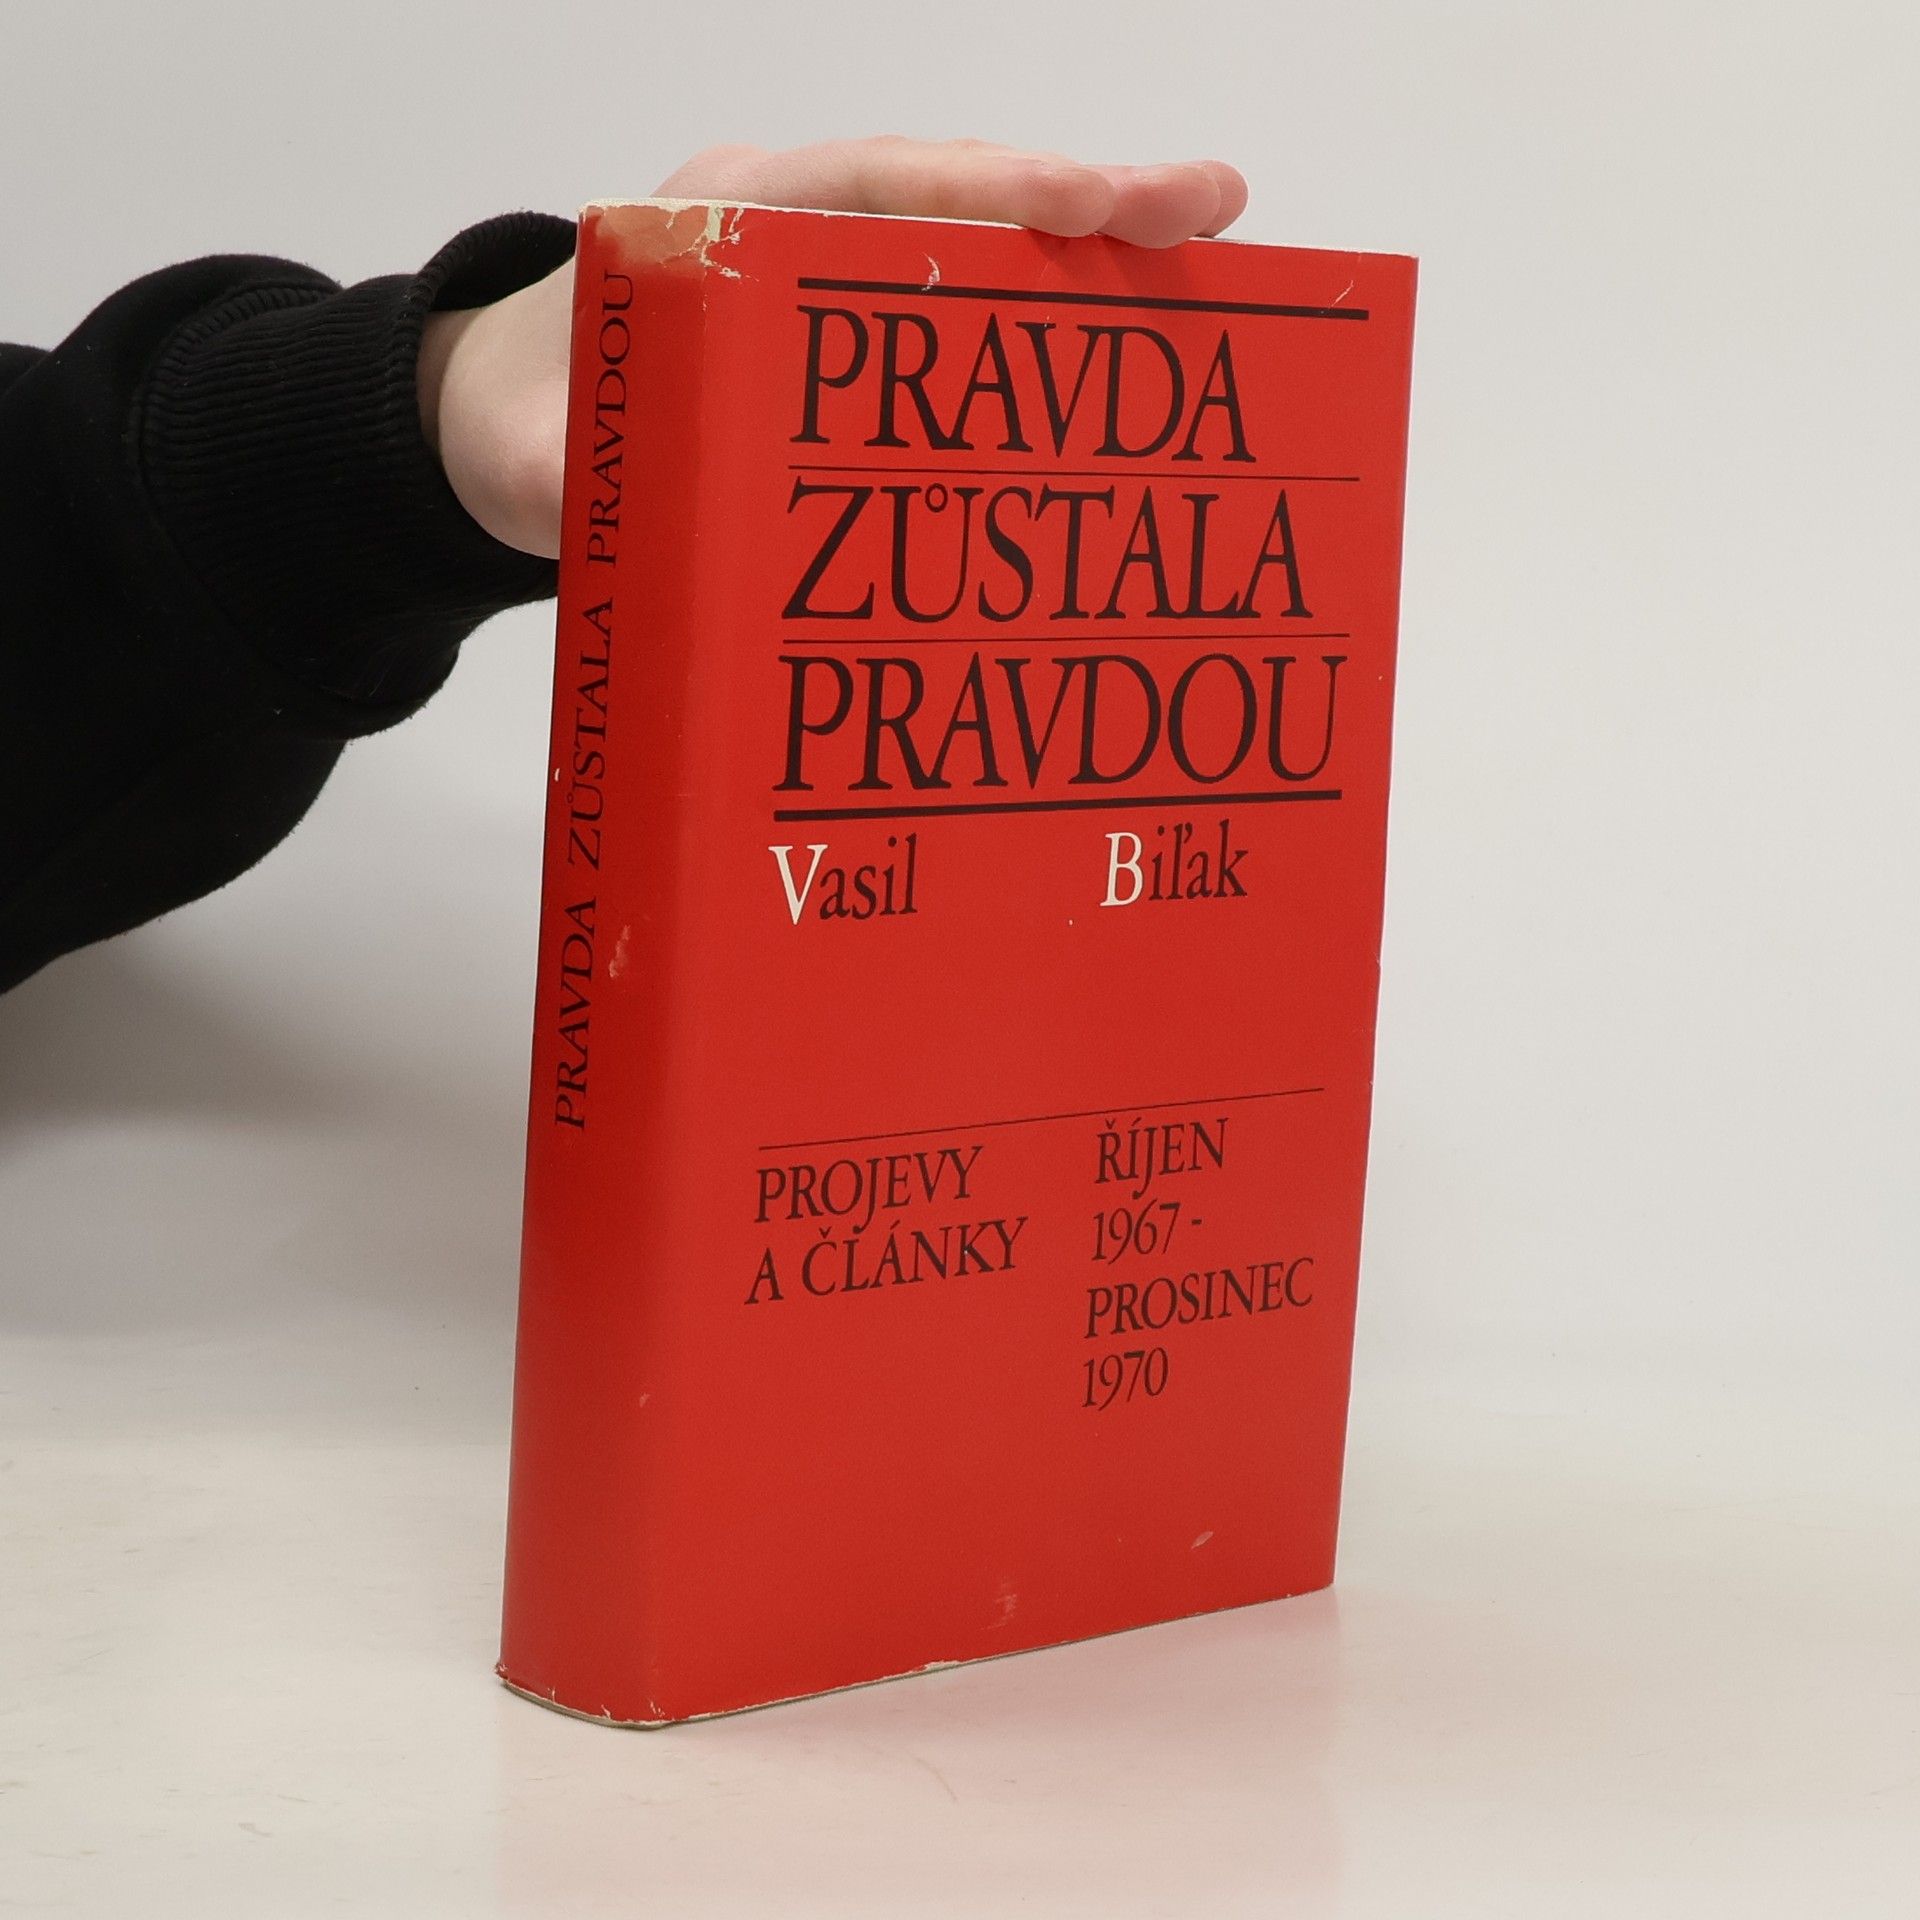 PRAVDA ZŮSTALA PRAVDOU
PRAVDA
ZŮSTALA
PRAVDOU
Vasil Biľak
PROJEVY
A ČLÁNKY
ŘÍJEN
1967-
PROSINEC
1970